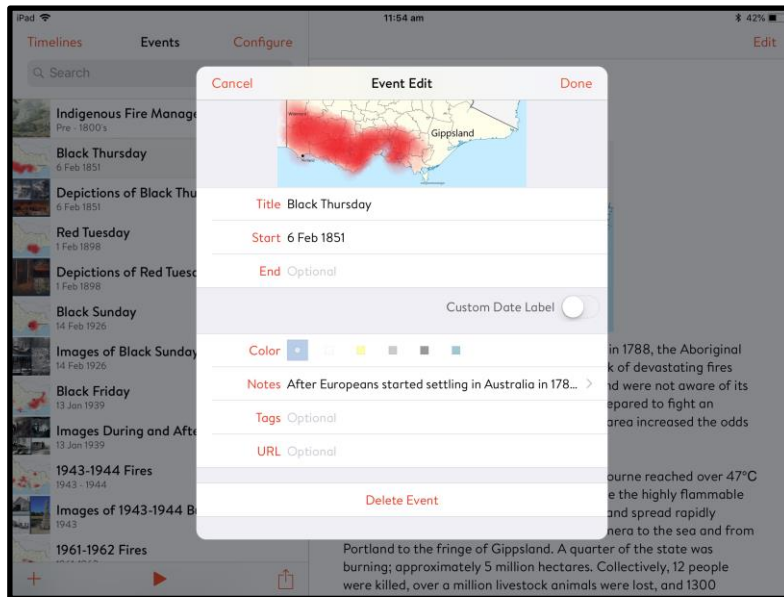 iPad
11:54 am
42%
Timelines
Events
Configure
Edit
Search
Indigenous Fire Manage
Pre - 1800's
Black Thursday
6 Feb 1851
Depictions of Black Thu
6 Feb 1851
Red Tuesday
1 Feb 1898
Depictions of Red Tuesd
1 Feb 1898
Black Sunday
14 Feb 1926
Images of Black Sunday
14 Feb 1926
Black Friday
13 Jan 1939
Images During and Afte
13 Jan 1939
1943-1944 Fires
1943 - 1944
Images of 1943-1944 B
1943
1961-1962 Fires
Cancel
Event Edit
Done
Gippsland
Title Black Thursday
Start 6 Feb 1851
End Optional
Custom Date Label
Color
Notes After Europeans started settling in Australia in 178...
Tags Optional
URL Optional
Delete Event
in 1788, the Aboriginal
k of devastating fires
nd were not aware of its
epared to fight an
area increased the odds
ourne reached over 47°C
e the highly flammable
and spread rapidly
nera to the sea and from
Portland to the fringe of Gippsland. A quarter of the state was
burning; approximately 5 million hectares. Collectively, 12 people
were killed, over a million livestock animals were lost, and 1300